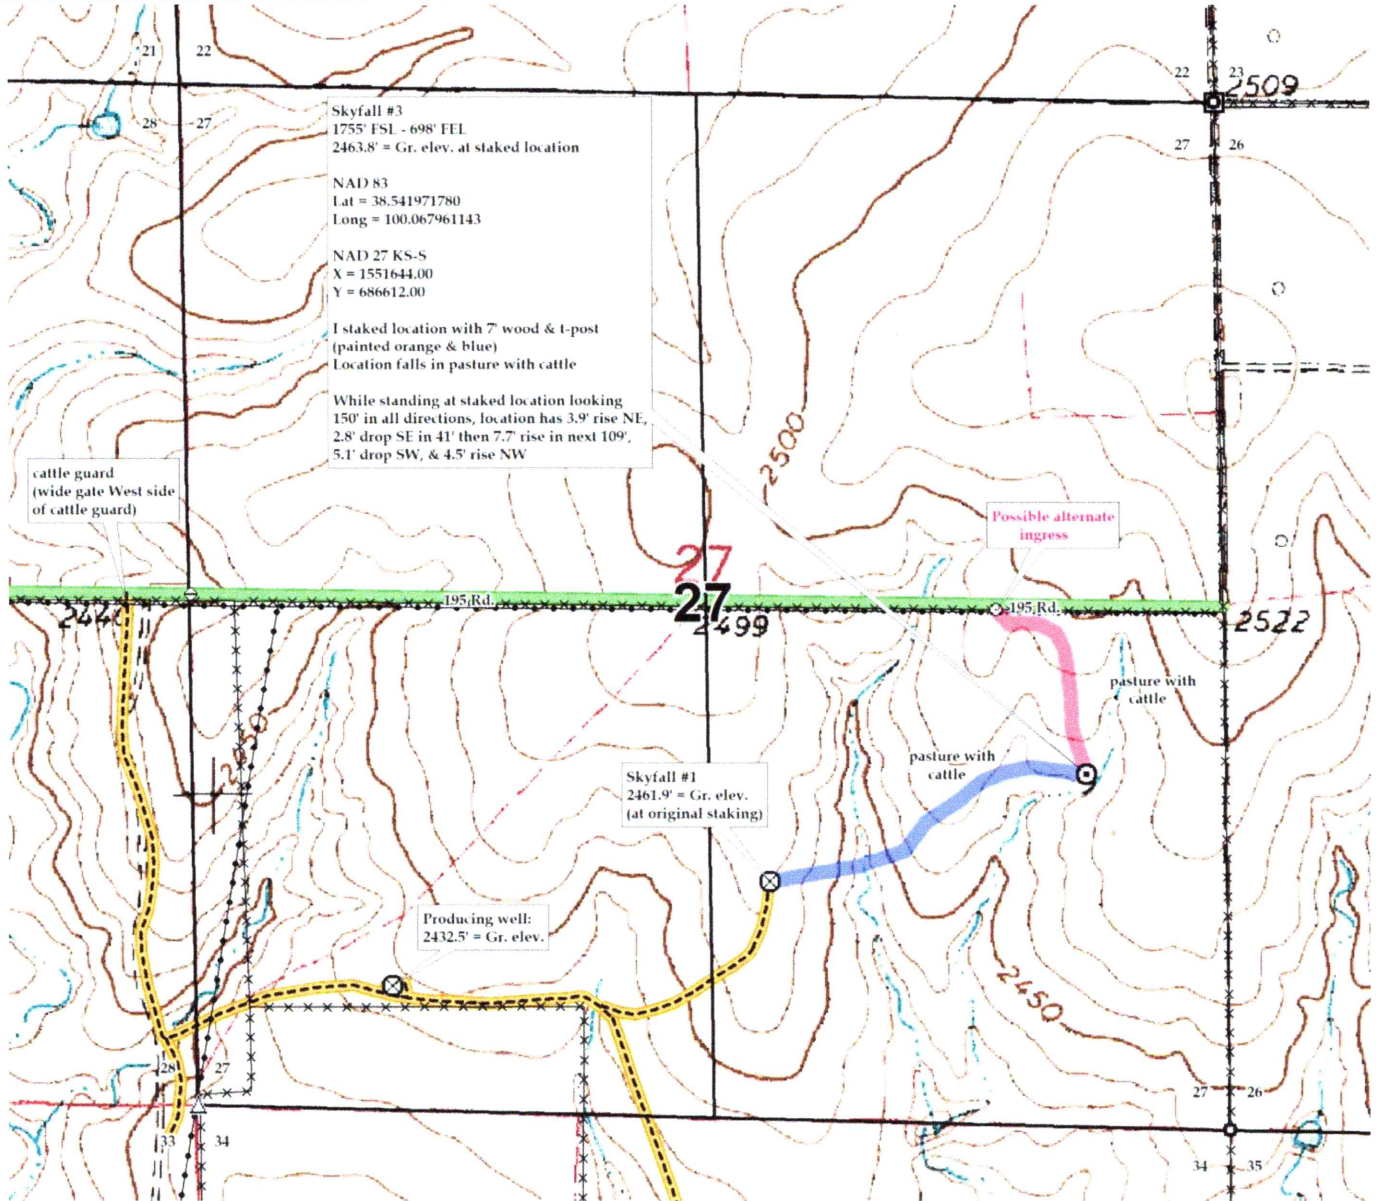 21 22
22 23
2509
28 27
27 26
Skyfall #3
1755' FSL - 698' FEL
2463.8' = Gr. elev. at staked location
NAD 83
Lat = 38.541971780
Long = 100.067961143
NAD 27 KS-S
X = 1551644.00
Y = 686612.00
I staked location with 7' wood & t-post
(painted orange & blue)
Location falls in pasture with cattle
While standing at staked location looking
150' in all directions, location has 3.9' rise NE,
2.8' drop SE in 41' then 7.7' rise in next 109',
5.1' drop SW, & 4.5' rise NW
2500
cattle guard
(wide gate West side
of cattle guard)
Possible alternate
ingress
27
27
195 Rd.
195 Rd.
2499
2522
pasture with
cattle
pasture with
cattle
Skyfall #1
2461.9' = Gr. elev.
(at original staking)
Producing well:
2432.5' = Gr. elev.
2450
28 27
27 26
33 34
34 35